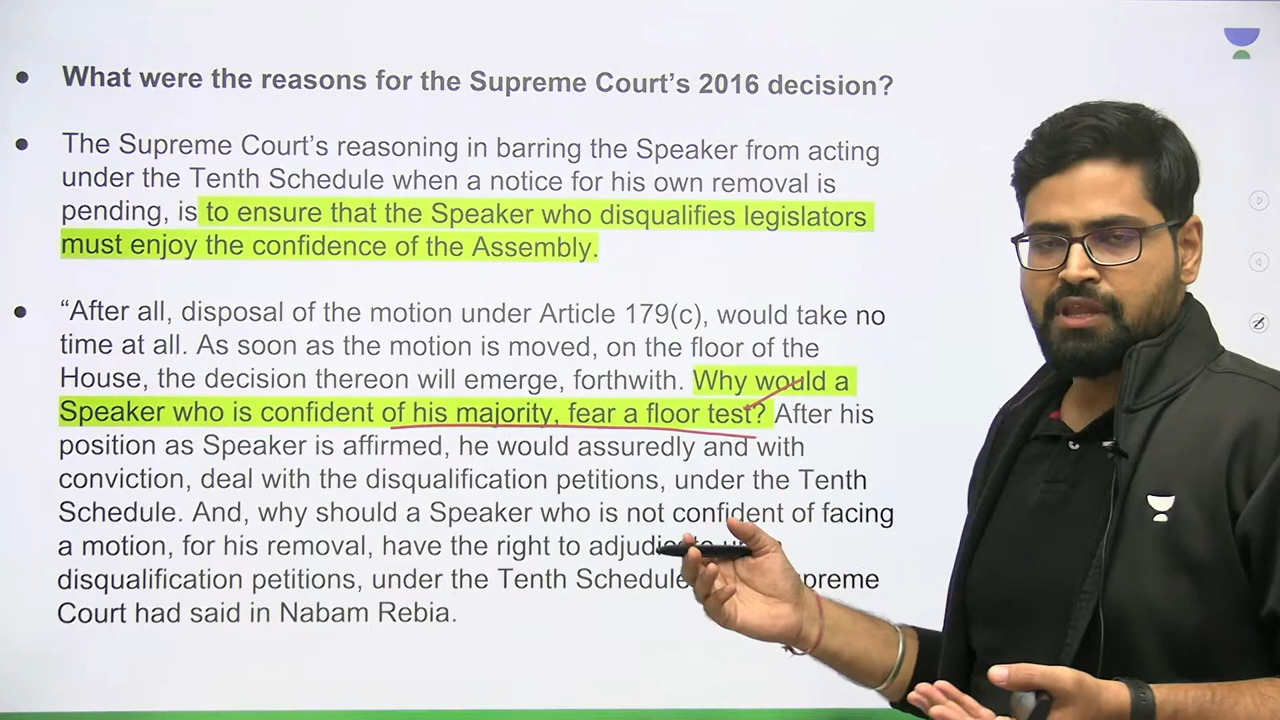 What were the reasons for the Supreme Court's 2016 decision?
The Supreme Court's reasoning in barring the Speaker from acting
under the Tenth Schedule when a notice for his own removal is
pending, is to ensure that the Speaker who disqualifies legislators
must enjoy the confidence of the Assembly.
“After all, disposal of the motion under Article 179(c), would take no
time at all. As soon as the motion is moved, on the floor of the
House, the decision thereon will emerge, forthwith. Why would a
Speaker who is confident of his majority, fear a floor test? After his
position as Speaker is affirmed, he would assuredly and with
conviction, deal with the disqualification petitions, under the Tenth
Schedule. And, why should a Speaker who is not confident of facing
a motion, for his removal, have the right to
disqualification petitions, under the Tenth Schedule
Court had said in Nabam Rebia.